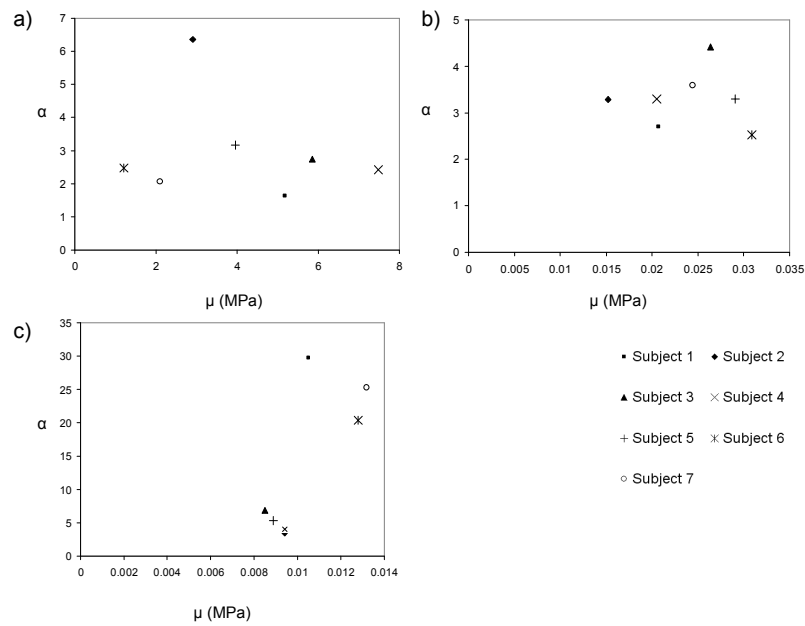 a)
7
6
5
4
3
2
1
0
α
0 2 4 6 8
μ (MPa)
b)
5
4
3
2
1
0
α
0 0.005 0.01 0.015 0.02 0.025 0.03 0.035
μ (MPa)
c)
35
30
25
20
15
10
5
0
α
0 0.002 0.004 0.006 0.008 0.01 0.012 0.014
μ (MPa)
Subject 1 Subject 2
Subject 3 Subject 4
Subject 5 Subject 6
Subject 7